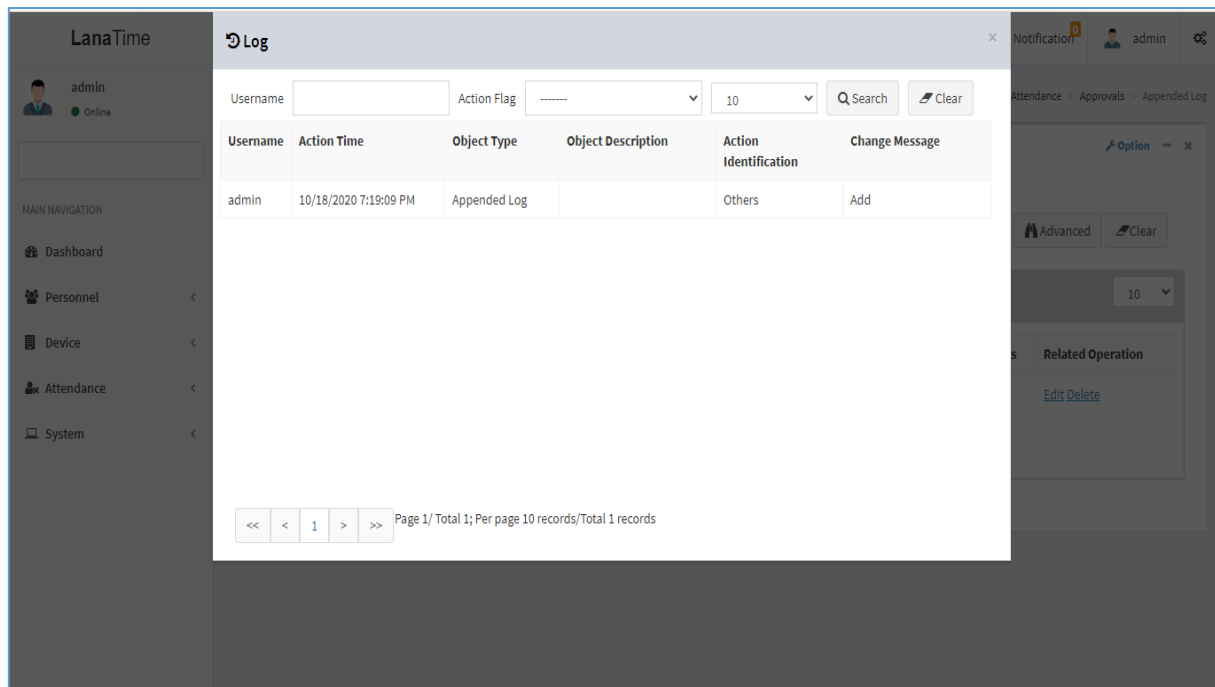 LanaTime
Log
×
Notification 0
admin
admin
Online
Username
Action Flag
-------
10
Search
Clear
Attendance > Approvals > Appended Log
Username Action Time Object Type Object Description Action Identification Change Message
Option
admin 10/18/2020 7:19:09 PM Appended Log Others Add
MAIN NAVIGATION
Dashboard
Personnel
Device
Attendance
System
Advanced
Clear
10
s Related Operation
Edit Delete
<< < 1 > >> Page 1/ Total 1; Per page 10 records/Total 1 records